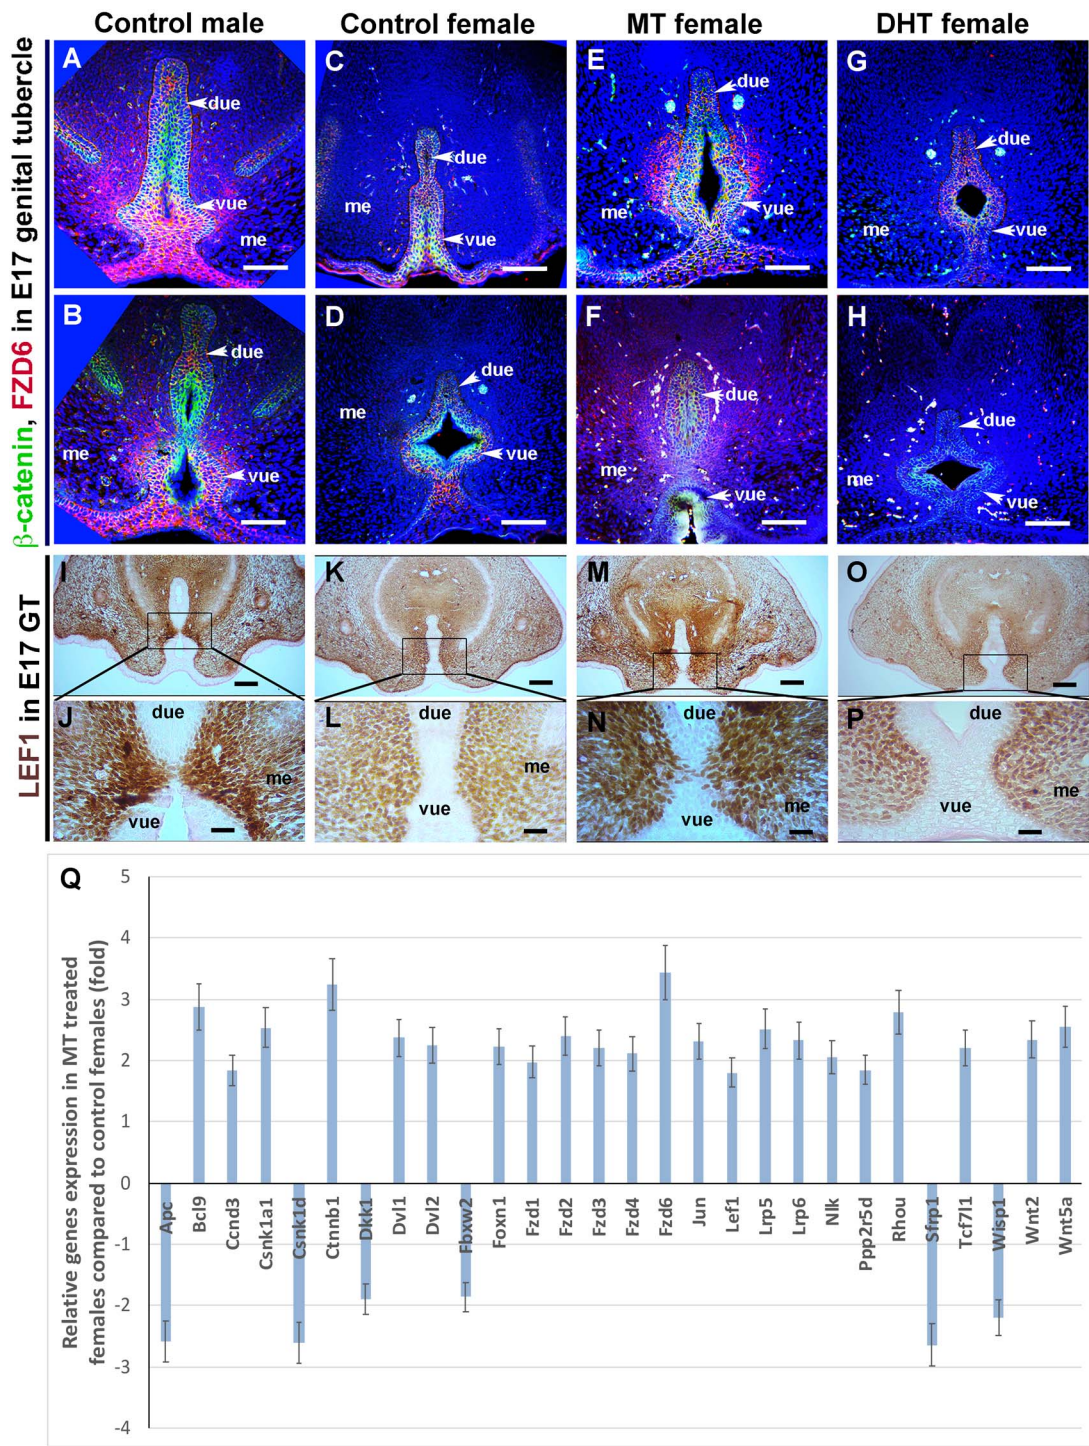 Control male Control female MT female DHT female
β-catenin, FZD6 in E17 genital tubercle
A due vue me
C due me vue
E due vue me
G due me vue
B due me vue
D due me vue
F due me vue
H due me vue
LEF1 in E17 GT
I
K
M
O
J due me vue
L due me vue
N due me vue
P due me vue
Q
Relative genes expression in MT treated
females compared to control females (fold)
5
4
3
2
1
0
-1
-2
-3
-4
Apc Bcl9 Ccnd3 Csnk1a1 Csnk1d Ctnnb1 Dkk1 Dvl1 Dvl2 Fbxw2 Foxn1 Fzd1 Fzd2 Fzd3 Fzd4 Fzd6 Jun Lef1 Lrp5 Lrp6 Nlk Ppp2r5d Rhou Sfrp1 Tcf7l1 Wisp1 Wnt2 Wnt5a